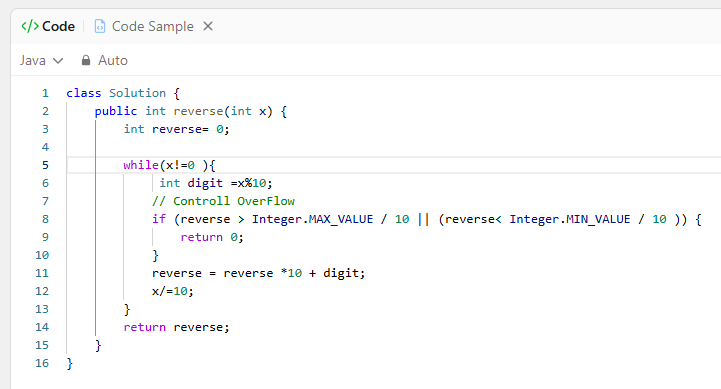 </> Code Code Sample ×
Java Auto
1 class Solution {
2     public int reverse(int x) {
3         int reverse= 0;
4
5         while(x!=0 ){
6              int digit =x%10;
7             // Controll OverFlow
8             if (reverse > Integer.MAX_VALUE / 10 || (reverse< Integer.MIN_VALUE / 10 )) {
9                 return 0;
10             }
11             reverse = reverse *10 + digit;
12             x/=10;
13         }
14         return reverse;
15     }
16 }